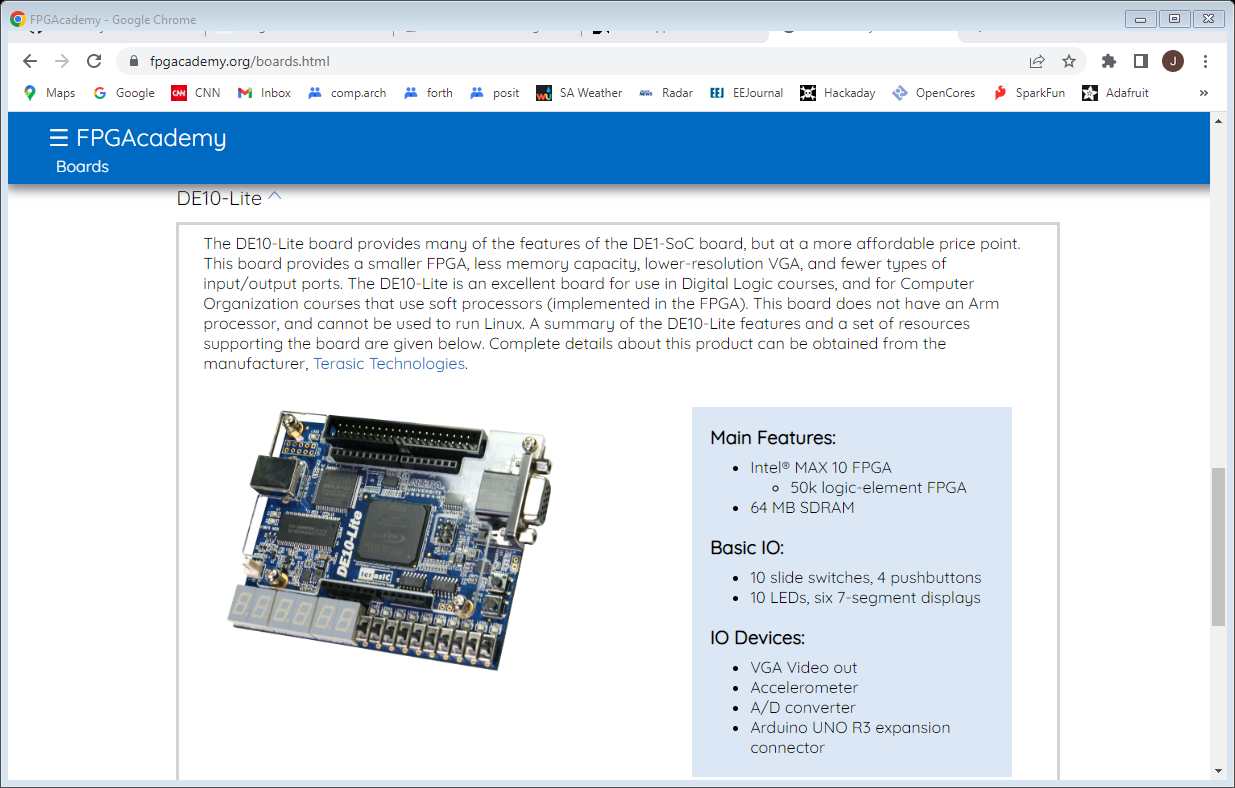 FPGAcademy - Google Chrome
fpgacademy.org/boards.html
J
Maps Google CNN Inbox comp.arch forth posit SA Weather Radar EEJournal Hackaday OpenCores SparkFun Adafruit »
☰ FPGAcademy
Boards
DE10-Lite
The DE10-Lite board provides many of the features of the DE1-SoC board, but at a more affordable price point.
This board provides a smaller FPGA, less memory capacity, lower-resolution VGA, and fewer types of
input/output ports. The DE10-Lite is an excellent board for use in Digital Logic courses, and for Computer
Organization courses that use soft processors (implemented in the FPGA). This board does not have an Arm
processor, and cannot be used to run Linux. A summary of the DE10-Lite features and a set of resources
supporting the board are given below. Complete details about this product can be obtained from the
manufacturer, Terasic Technologies.
ALTERA
UNIVERSITY
DE10-Lite
terasic
Main Features:
• Intel® MAX 10 FPGA
◦ 50k logic-element FPGA
• 64 MB SDRAM
Basic IO:
• 10 slide switches, 4 pushbuttons
• 10 LEDs, six 7-segment displays
IO Devices:
• VGA Video out
• Accelerometer
• A/D converter
• Arduino UNO R3 expansion
connector